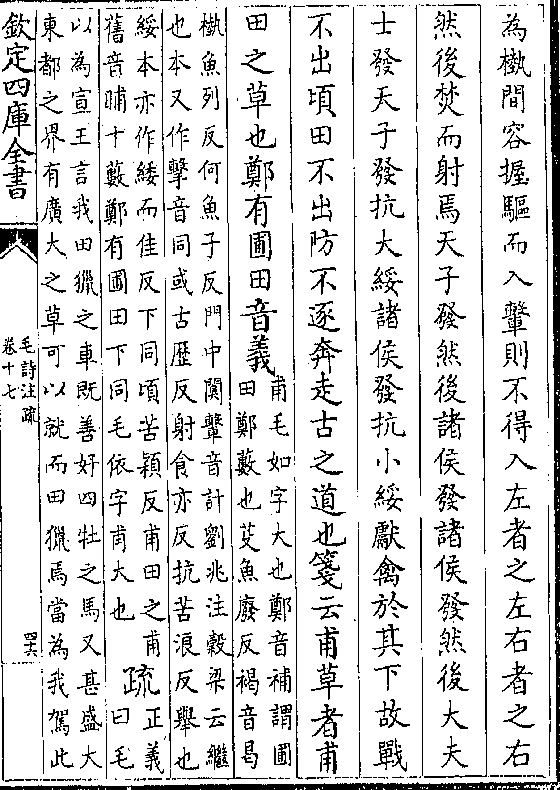 為槸間容握驅而入轚則不得入左者之左右者之右
然後焚而射焉天子發然後諸侯發諸侯發然後大夫
士發天子發抗大綏諸侯發抗小綏獻禽於其下故戰
不出頃田不出防不逐奔走古之道也箋云甫草者甫
田之草也鄭有圃田音義
甫毛如字大也鄭音補謂圃
田鄭藪也芟魚廢反褐音曷
槸魚列反何魚子反門中闑轚音計劉兆注穀梁云繼
也本又作擊音同或古歴反射食亦反抗苦浪反舉也
綏本亦作緌而佳反下同頃苦穎反甫田之甫
舊音晡十藪鄭有圃田下同毛依字甫大也
疏
正義
曰毛
以為宣王言我田獵之車既善好四牡之馬又甚盛大
東都之界有廣大之草可以就而田獵焉當為我駕此
欽定四庫全書
毛詩注疏
卷十七
四六